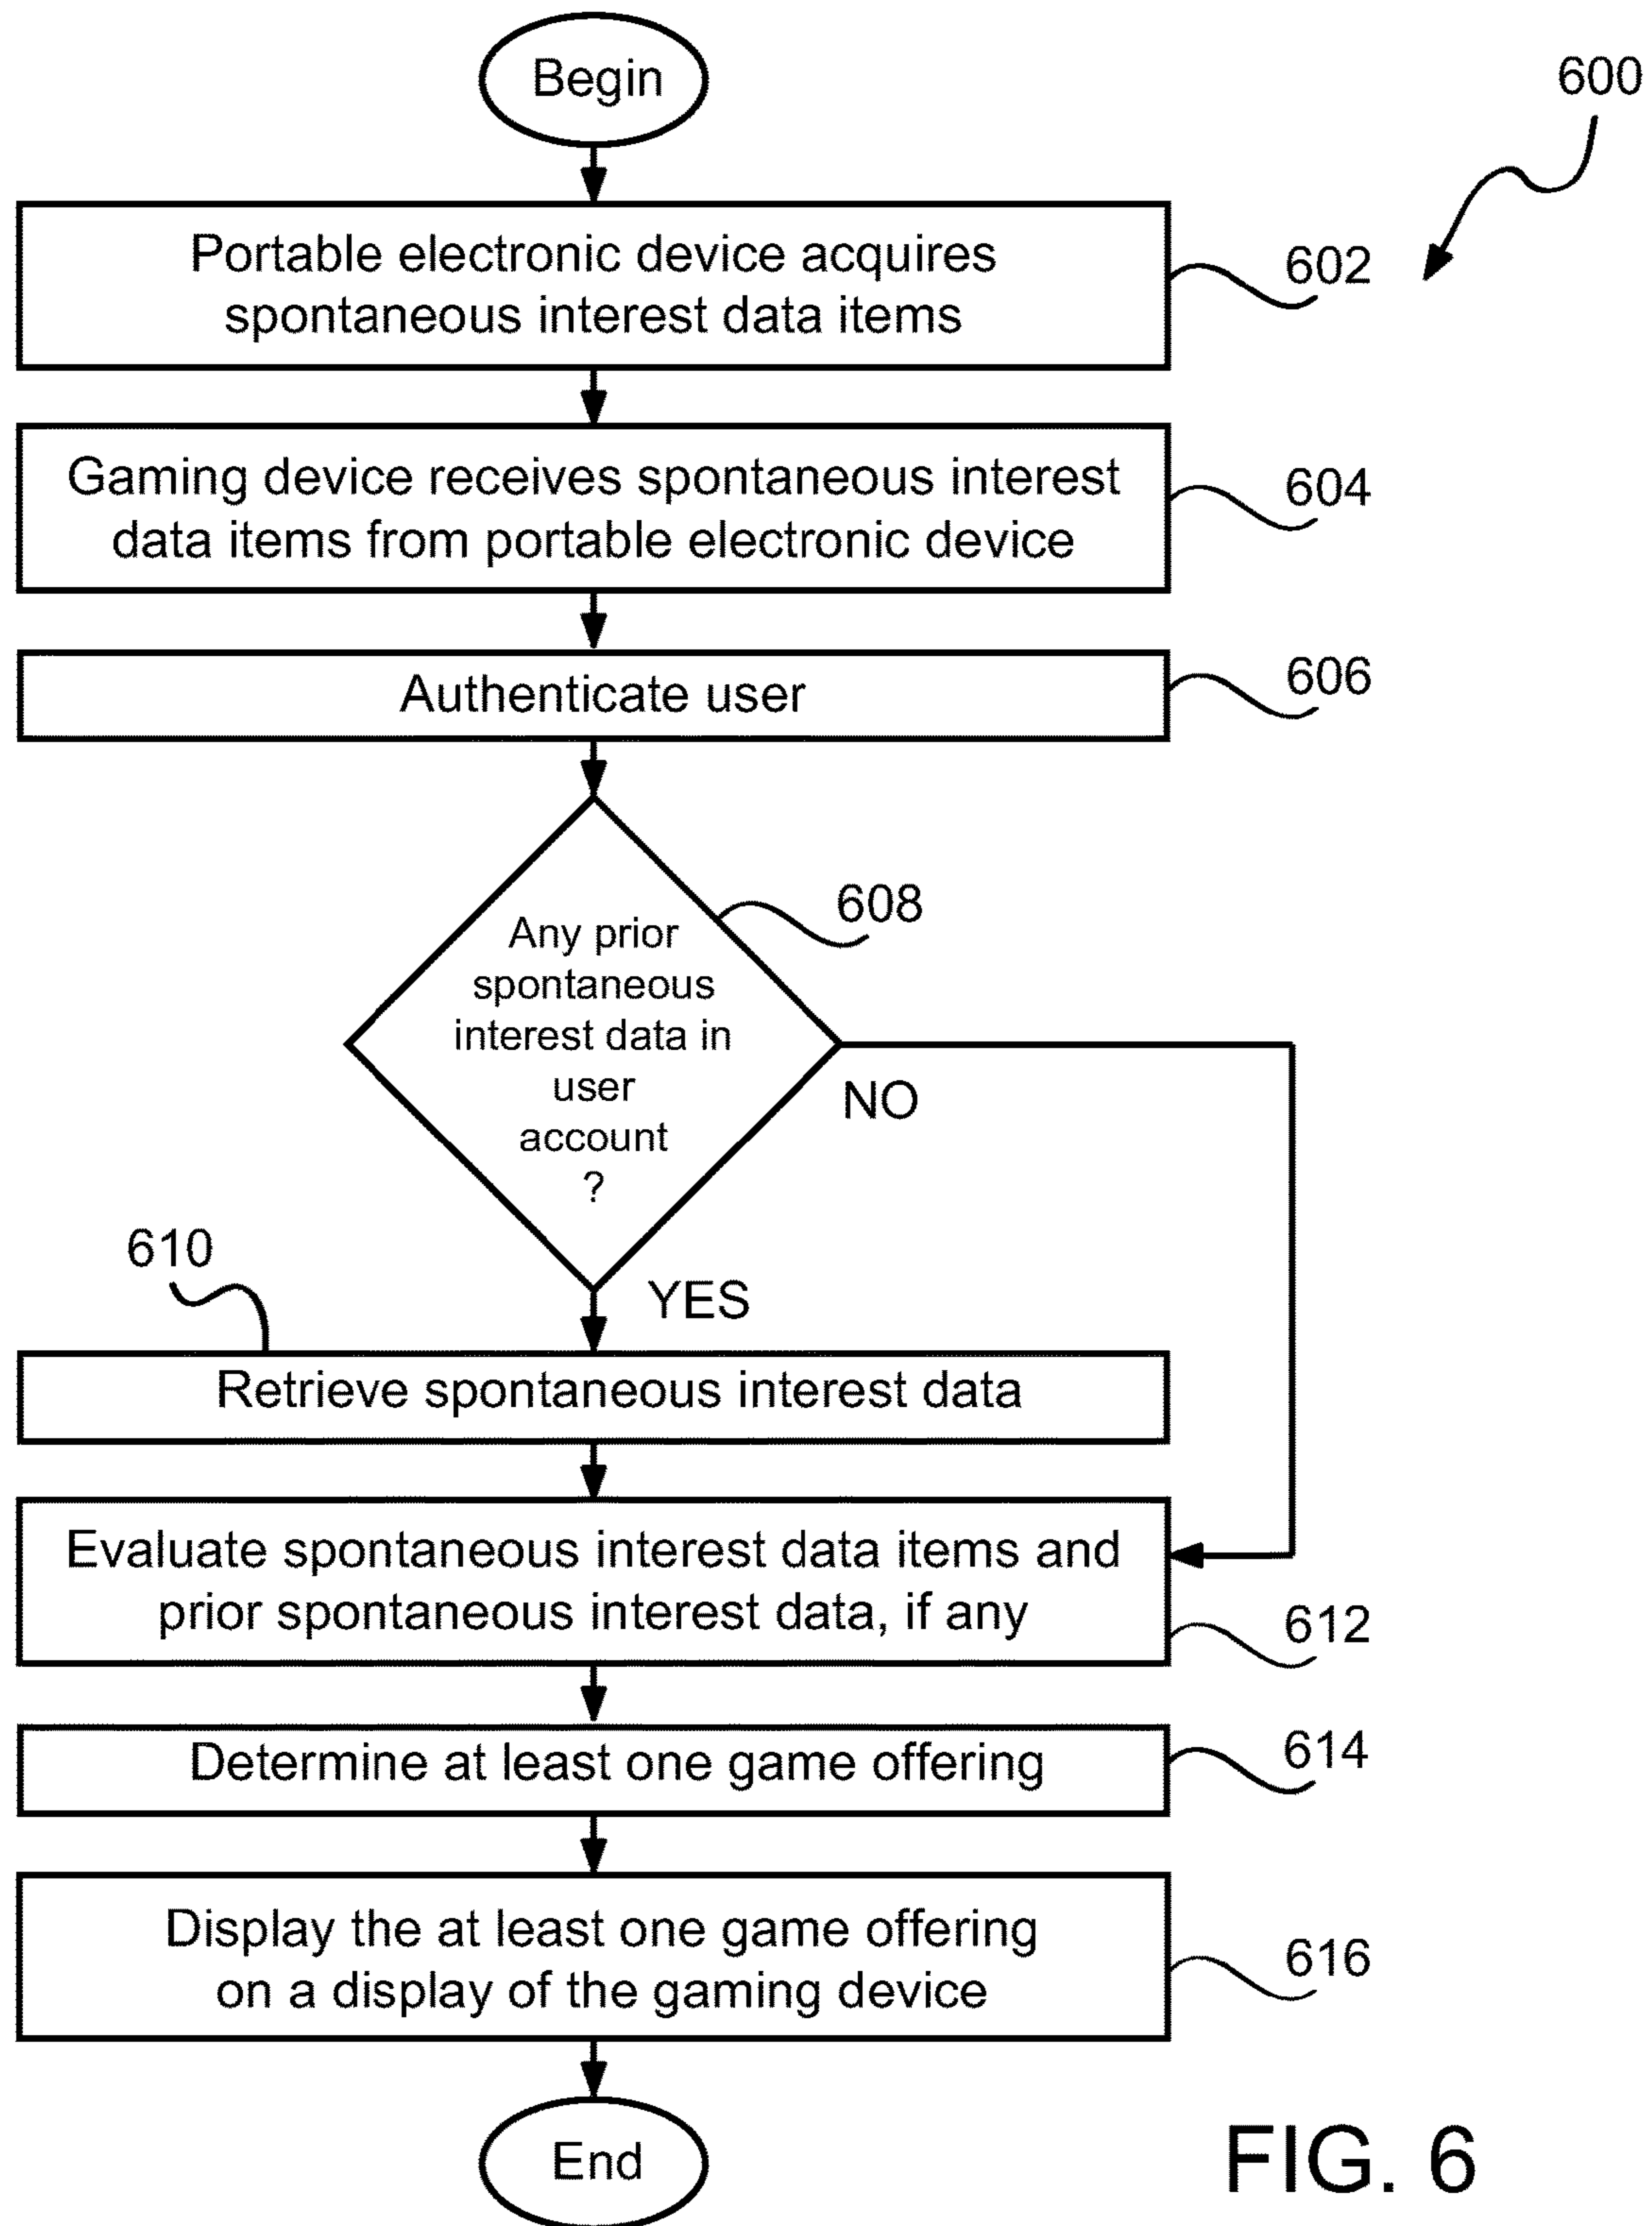 Begin
600
Portable electronic device acquires
spontaneous interest data items
602
Gaming device receives spontaneous interest
data items from portable electronic device
604
Authenticate user
606
608
Any prior
spontaneous
interest data in
user
account
?
NO
YES
610
Retrieve spontaneous interest data
Evaluate spontaneous interest data items and
prior spontaneous interest data, if any
612
Determine at least one game offering
614
Display the at least one game offering
on a display of the gaming device
616
End
FIG. 6